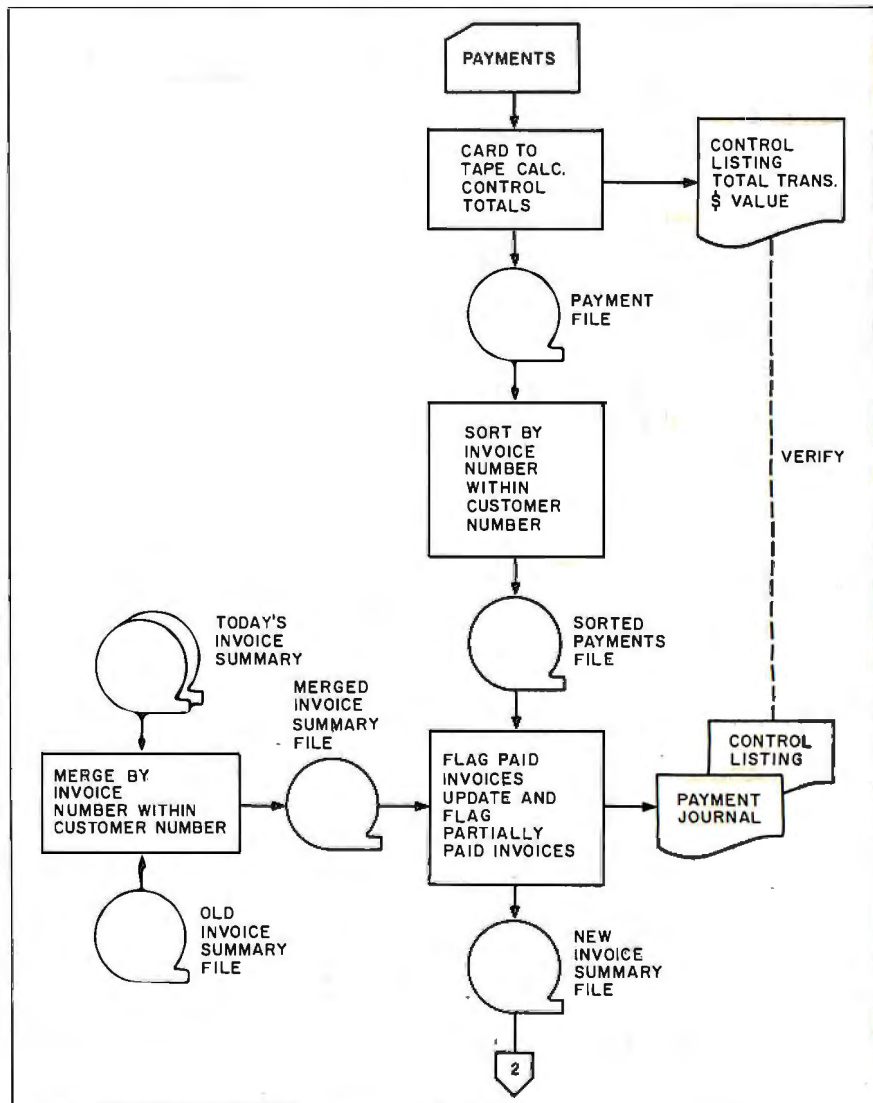 PAYMENTS
CARD TO
TAPE CALC.
CONTROL
TOTALS
CONTROL
LISTING
TOTAL TRANS.
$ VALUE
PAYMENT
FILE
SORT BY
INVOICE
NUMBER
WITHIN
CUSTOMER
NUMBER
VERIFY
TODAY'S
INVOICE
SUMMARY
SORTED
PAYMENTS
FILE
MERGED
INVOICE
SUMMARY
FILE
MERGE BY
INVOICE
NUMBER WITHIN
CUSTOMER NUMBER
FLAG PAID
INVOICES
UPDATE AND
FLAG
PARTIALLY
PAID INVOICES
CONTROL
LISTING
PAYMENT
JOURNAL
OLD
INVOICE
SUMMARY
FILE
NEW
INVOICE
SUMMARY
FILE
2